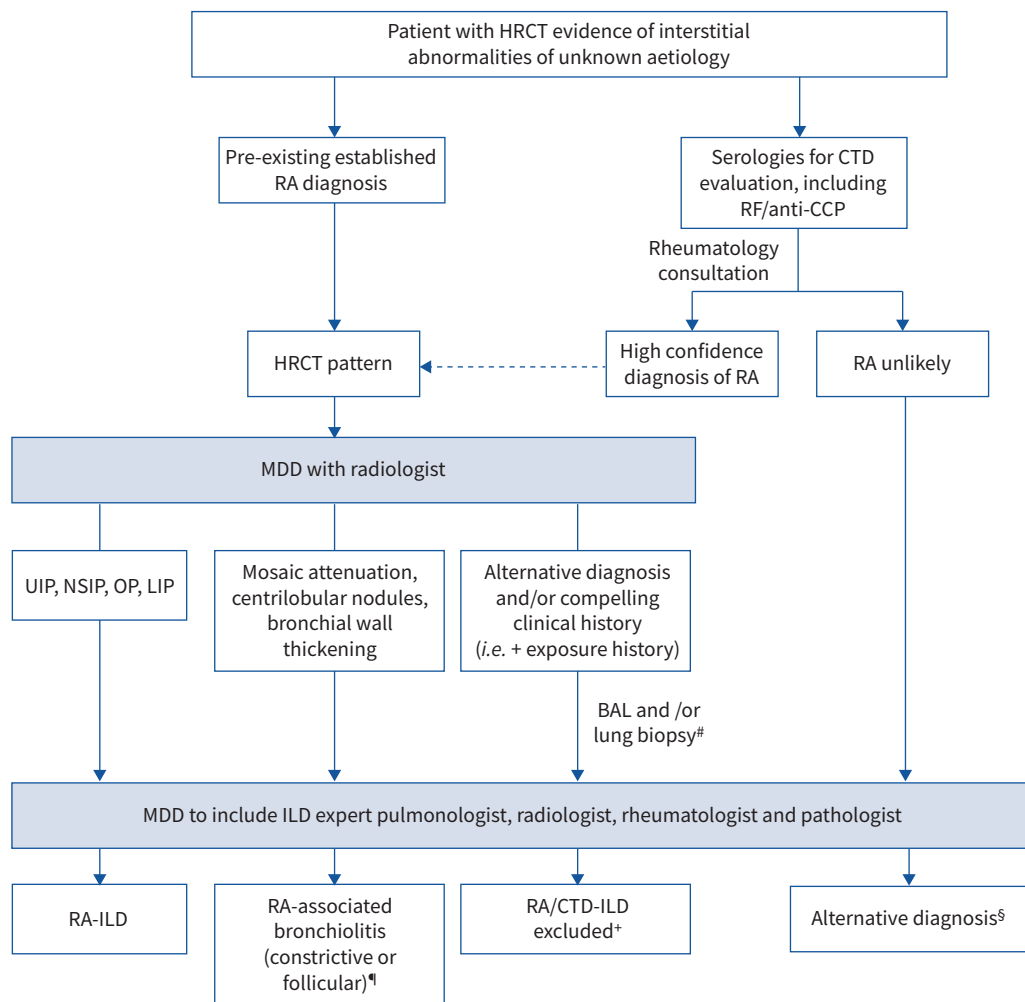 Patient with HRCT evidence of interstitial
abnormalities of unknown aetiology
Pre-existing established
RA diagnosis
Serologies for CTD
evaluation, including
RF/anti-CCP
Rheumatology
consultation
HRCT pattern
High confidence
diagnosis of RA
RA unlikely
MDD with radiologist
UIP, NSIP, OP, LIP
Mosaic attenuation,
centrilobular nodules,
bronchial wall
thickening
Alternative diagnosis
and/or compelling
clinical history
(i.e. + exposure history)
BAL and /or
lung biopsy#
MDD to include ILD expert pulmonologist, radiologist, rheumatologist and pathologist
RA-ILD
RA-associated
bronchiolitis
(constrictive or
follicular)¶
RA/CTD-ILD
excluded+
Alternative diagnosis§